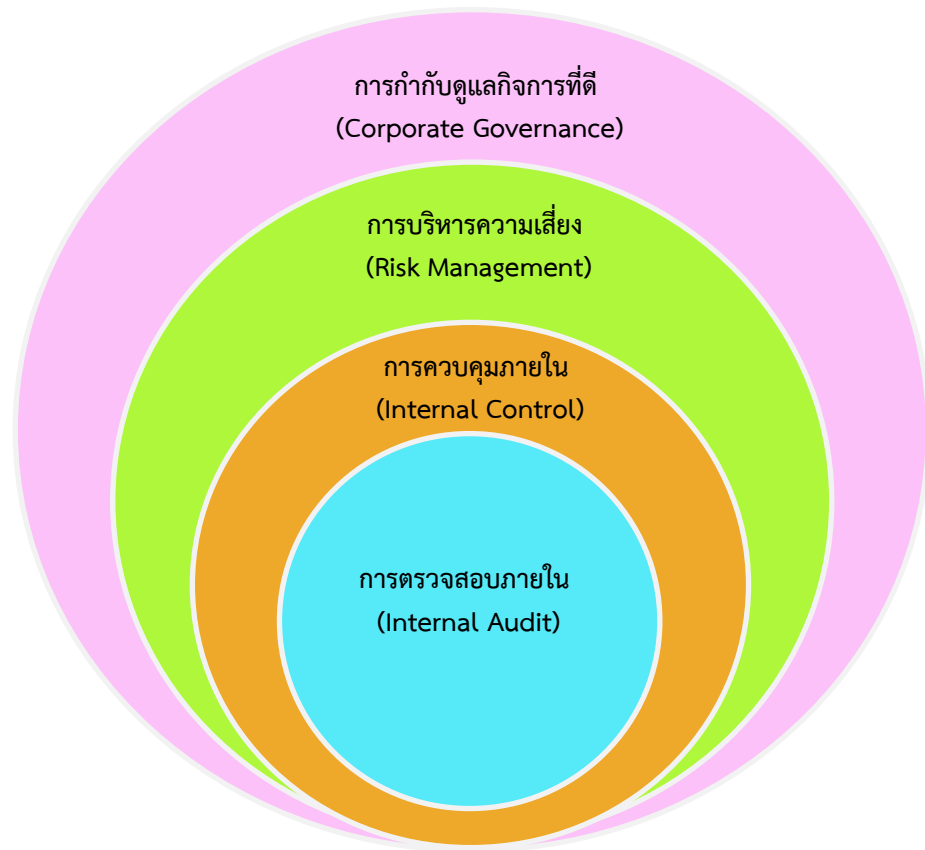 การกำกับดูแลกิจการที่ดี
(Corporate Governance)
การบริหารความเสี่ยง
(Risk Management)
การควบคุมภายใน
(Internal Control)
การตรวจสอบภายใน
(Internal Audit)